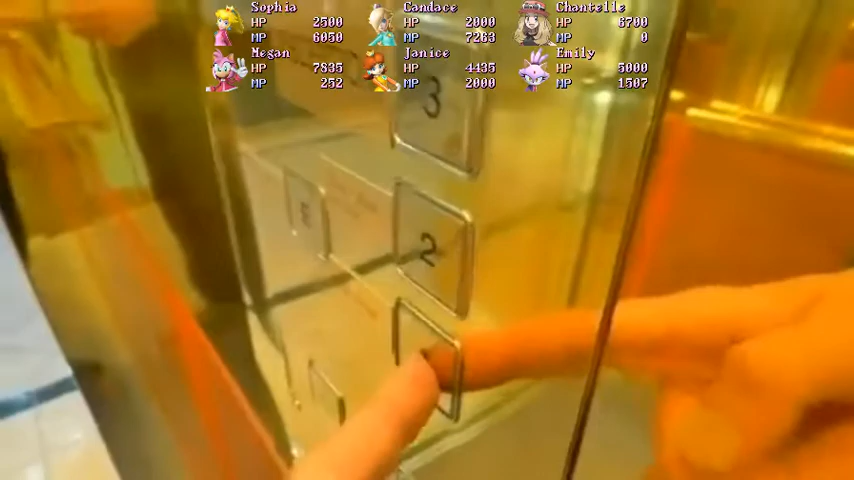 Sophia
HP 2500
MP 6050
Candace
HP 2000
MP 7263
Chantelle
HP 6700
MP 0
Megan
HP 7835
MP 252
Janice
HP 4435
MP 2000
Emily
HP 5000
MP 1507
3
2